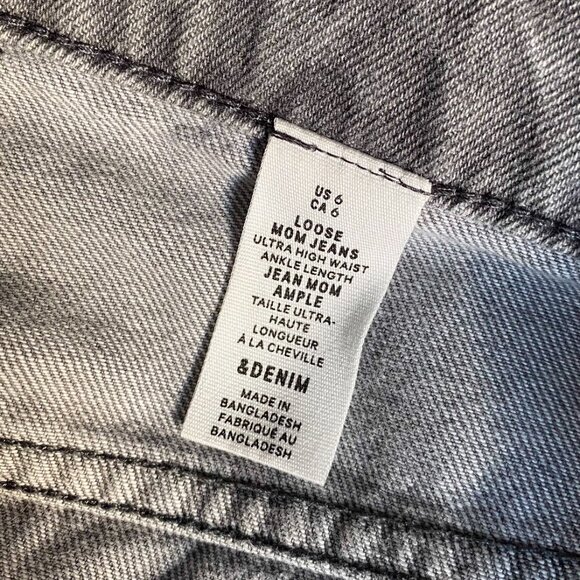 US 6
CA 6
LOOSE
MOM JEANS
ULTRA HIGH WAIST
ANKLE LENGTH
JEAN MOM
AMPLE
TAILLE ULTRA-
HAUTE
LONGUEUR
À LA CHEVILLE
&DENIM
MADE IN
BANGLADESH
FABRIQUÉ AU
BANGLADESH